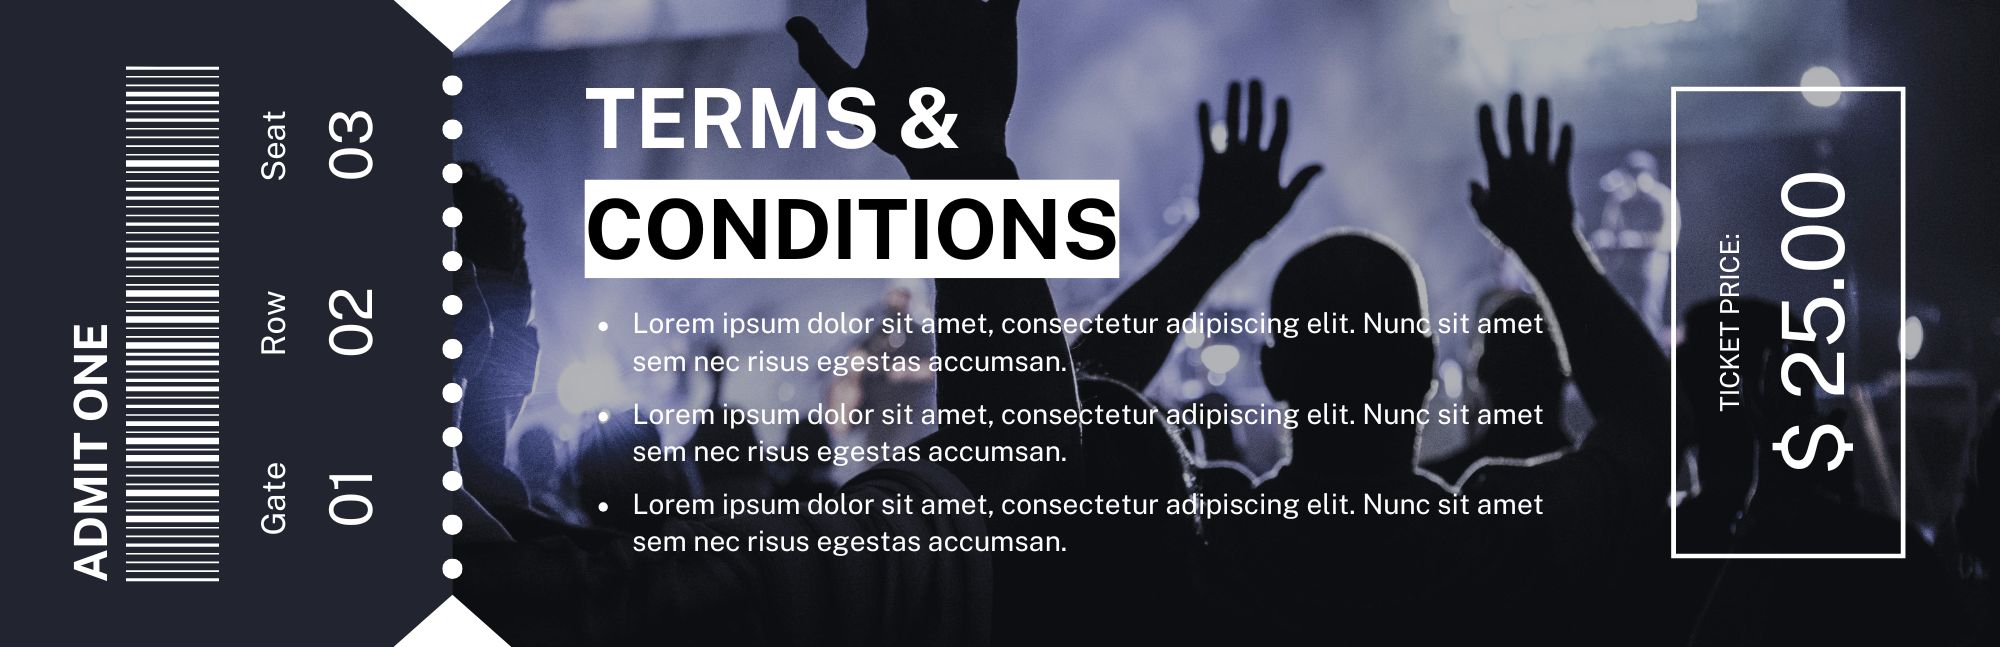 ADMIT ONE
Seat
03
Row
02
Gate
01
TERMS &
CONDITIONS
• Lorem ipsum dolor sit amet, consectetur adipiscing elit. Nunc sit amet
sem nec risus egestas accumsan.
• Lorem ipsum dolor sit amet, consectetur adipiscing elit. Nunc sit amet
sem nec risus egestas accumsan.
• Lorem ipsum dolor sit amet, consectetur adipiscing elit. Nunc sit amet
sem nec risus egestas accumsan.
TICKET PRICE:
$ 25.00